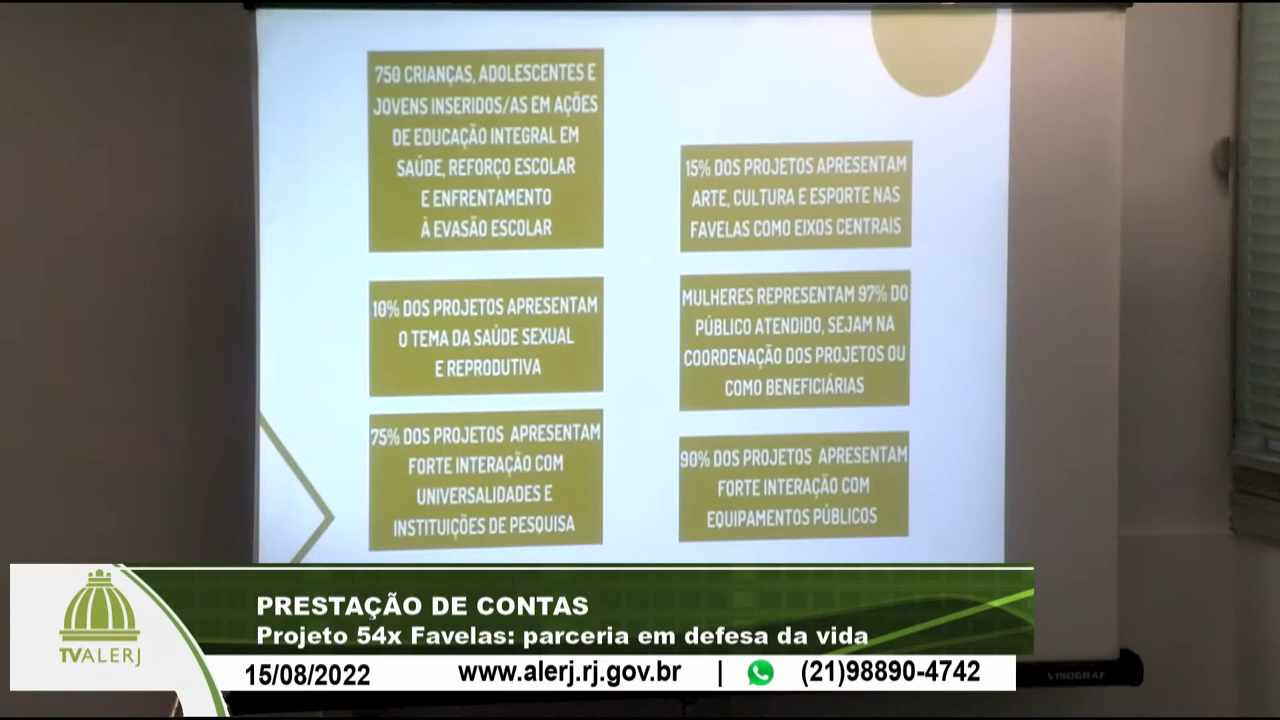 750 CRIANÇAS, ADOLESCENTES E
JOVENS INSERIDOS/AS EM AÇÕES
DE EDUCAÇÃO INTEGRAL EM
SAÚDE, REFORÇO ESCOLAR
E ENFRENTAMENTO
À EVASÃO ESCOLAR
10% DOS PROJETOS APRESENTAM
O TEMA DA SAÚDE SEXUAL
E REPRODUTIVA
75% DOS PROJETOS APRESENTAM
FORTE INTERAÇÃO COM
UNIVERSALIDADES E
INSTITUIÇÕES DE PESQUISA
15% DOS PROJETOS APRESENTAM
ARTE, CULTURA E ESPORTE NAS
FAVELAS COMO EIXOS CENTRAIS
MULHERES REPRESENTAM 97% DO
PÚBLICO ATENDIDO, SEJAM NA
COORDENAÇÃO DOS PROJETOS OU
COMO BENEFICIÁRIAS
90% DOS PROJETOS APRESENTAM
FORTE INTERAÇÃO COM
EQUIPAMENTOS PÚBLICOS
PRESTAÇÃO DE CONTAS
Projeto 54x Favelas: parceria em defesa da vida
TVALERJ
15/08/2022 www.alerj.rj.gov.br | (21)98890-4742
VISOGRAF